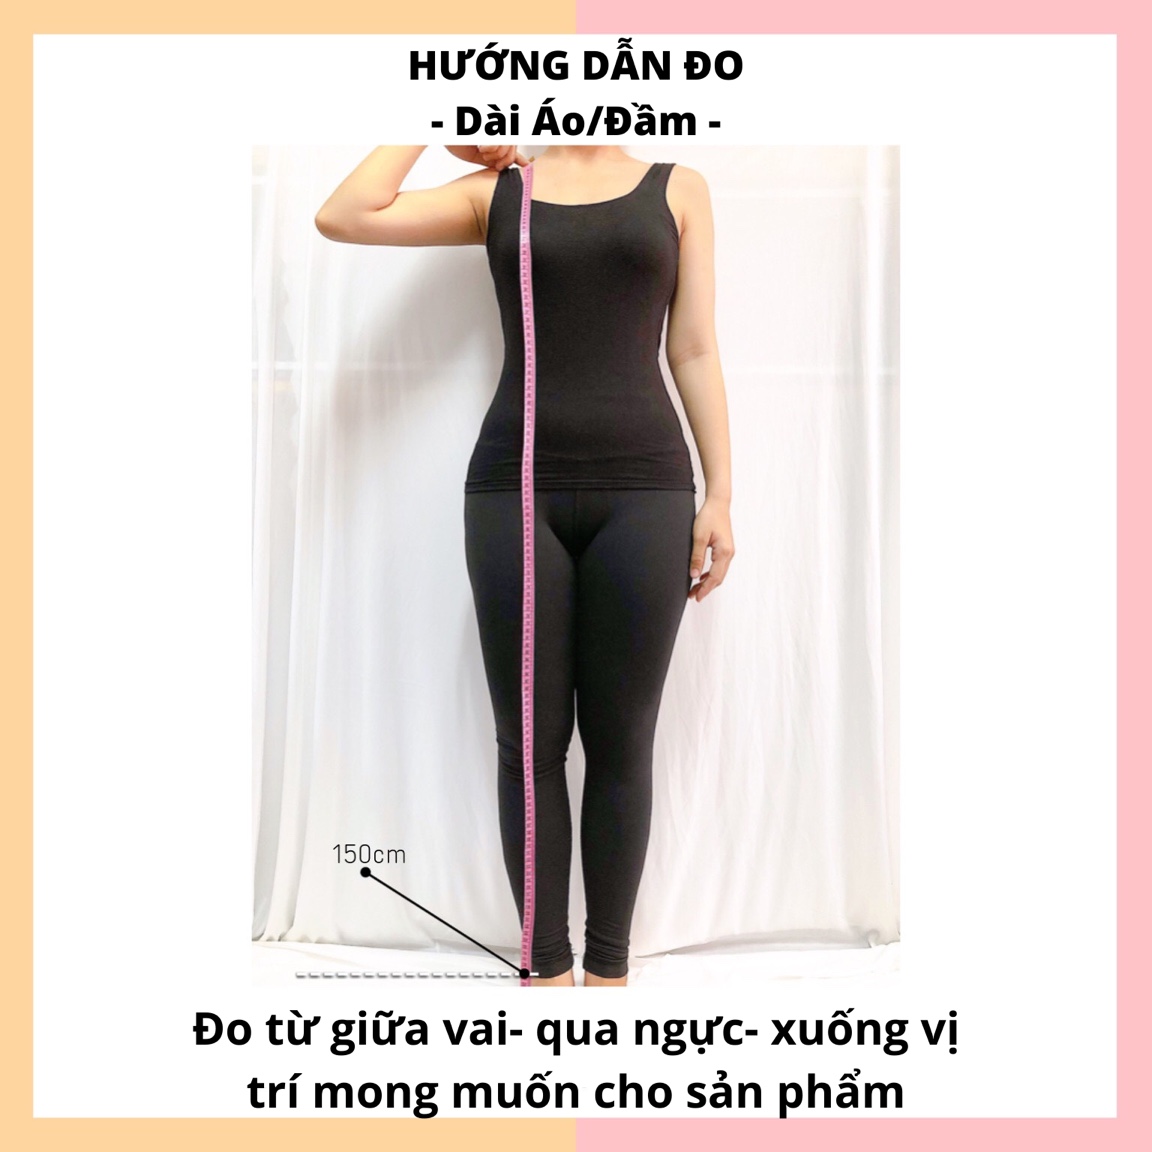 HƯỚNG DẪN ĐO
- Dài Áo/Đầm -
150cm
Đo từ giữa vai- qua ngực- xuống vị
trí mong muốn cho sản phẩm